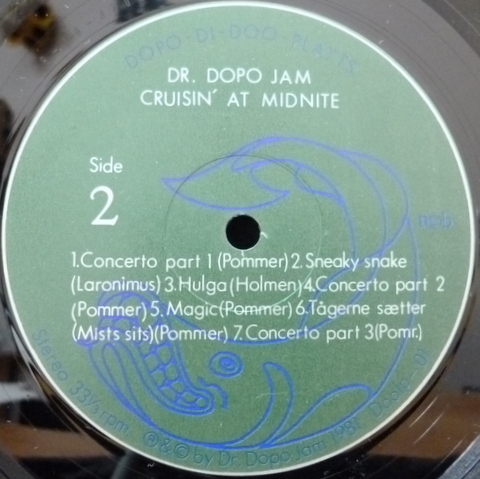 DOPO-DI-DOO-PLATES
DR. DOPO JAM
CRUISIN´ AT MIDNITE
Side
2
1.Concerto part 1 (Pommer) 2.Sneaky snake
(Laronimus) 3.Hulga (Holmen) 4.Concerto part 2
(Pommer) 5. Magic (Pommer) 6.Tågerne sætter
(Mists sits) (Pommer) 7.Concerto part 3 (Pomr.)
Stereo 33⅓ rpm. ℗ & © by Dr. Dopo Jam 1981